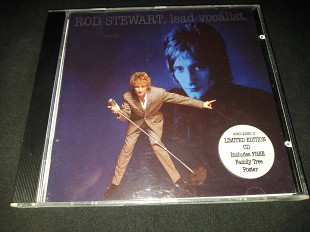 ROD STEWART, lead vocalist.
LIMITED EDITION
CD
Includes FREE
Family Tree
Poster